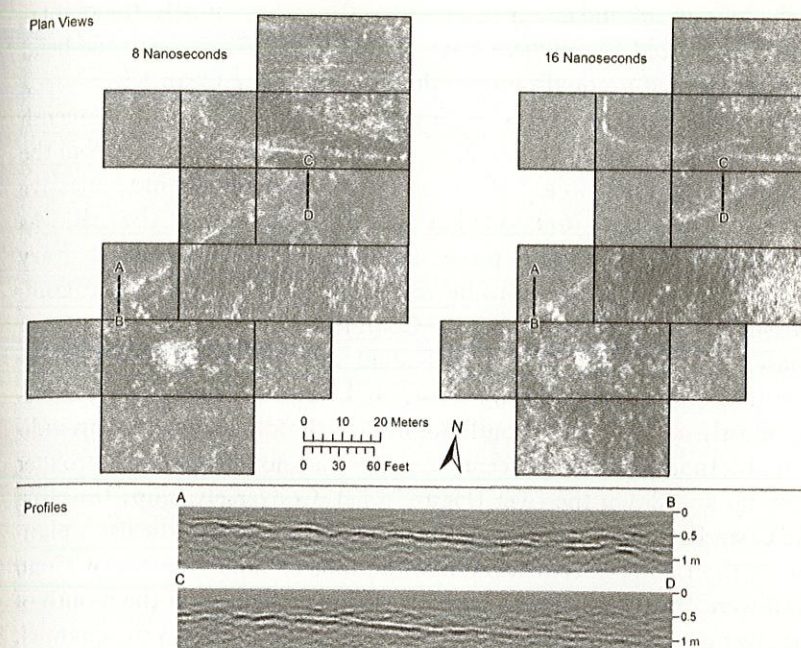 Plan Views
8 Nanoseconds
16 Nanoseconds
C
D
A
B
C
D
A
B
0 10 20 Meters
0 30 60 Feet
N
Profiles
A B
0
0.5
1 m
C D
0
0.5
1 m